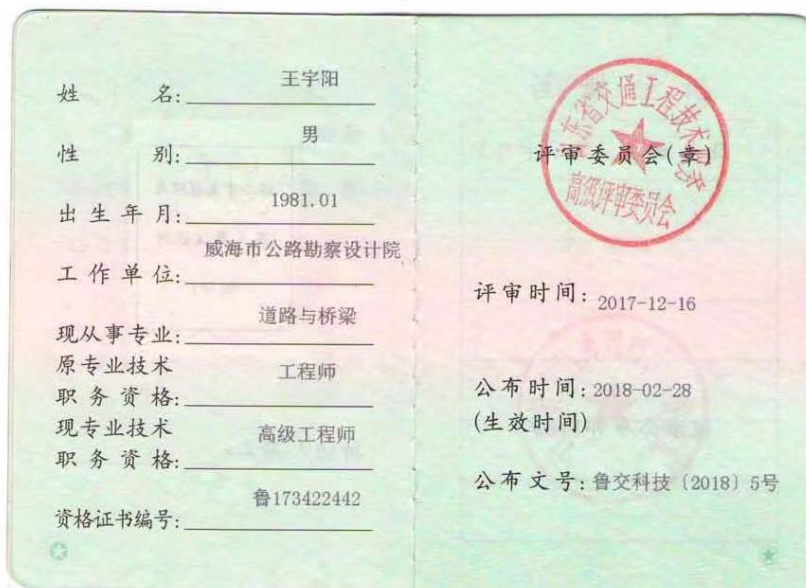 姓名: 王宇阳
性别: 男
出生年月: 1981.01
工作单位: 威海市公路勘察设计院
现从事专业: 道路与桥梁
原专业技术
职务资格: 工程师
现专业技术
职务资格: 高级工程师
资格证书编号: 鲁173422442
山东省交通工程技术职务
高级评审委员会
评审委员会(章)
评审时间: 2017-12-16
公布时间: 2018-02-28
(生效时间)
公布文号: 鲁交科技〔2018〕5号